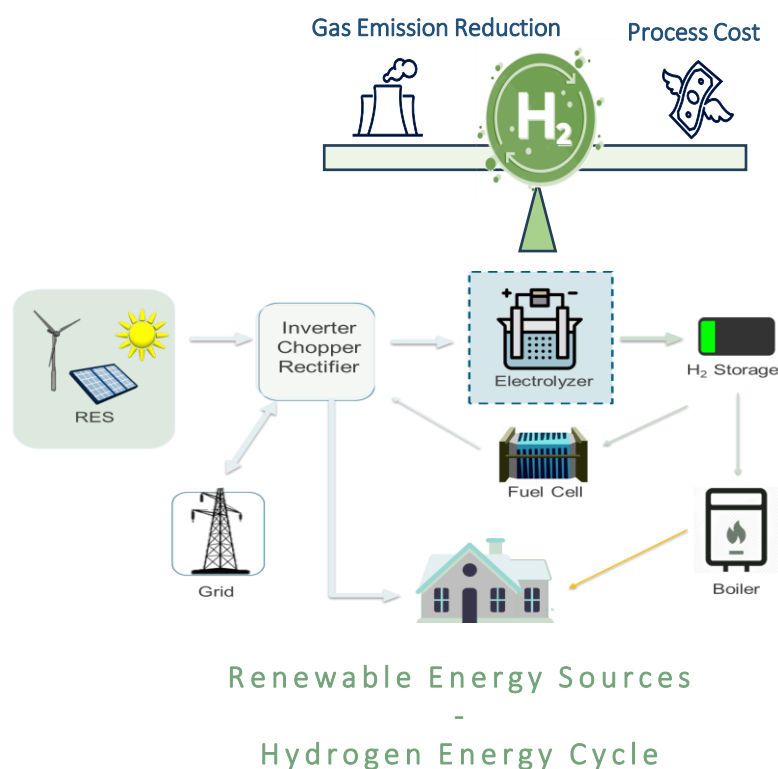 Gas Emission Reduction
Process Cost
H₂
Inverter
Chopper
Rectifier
+ −
Electrolyzer
H₂ Storage
RES
Fuel Cell
Grid
Boiler
Renewable Energy Sources
-
Hydrogen Energy Cycle